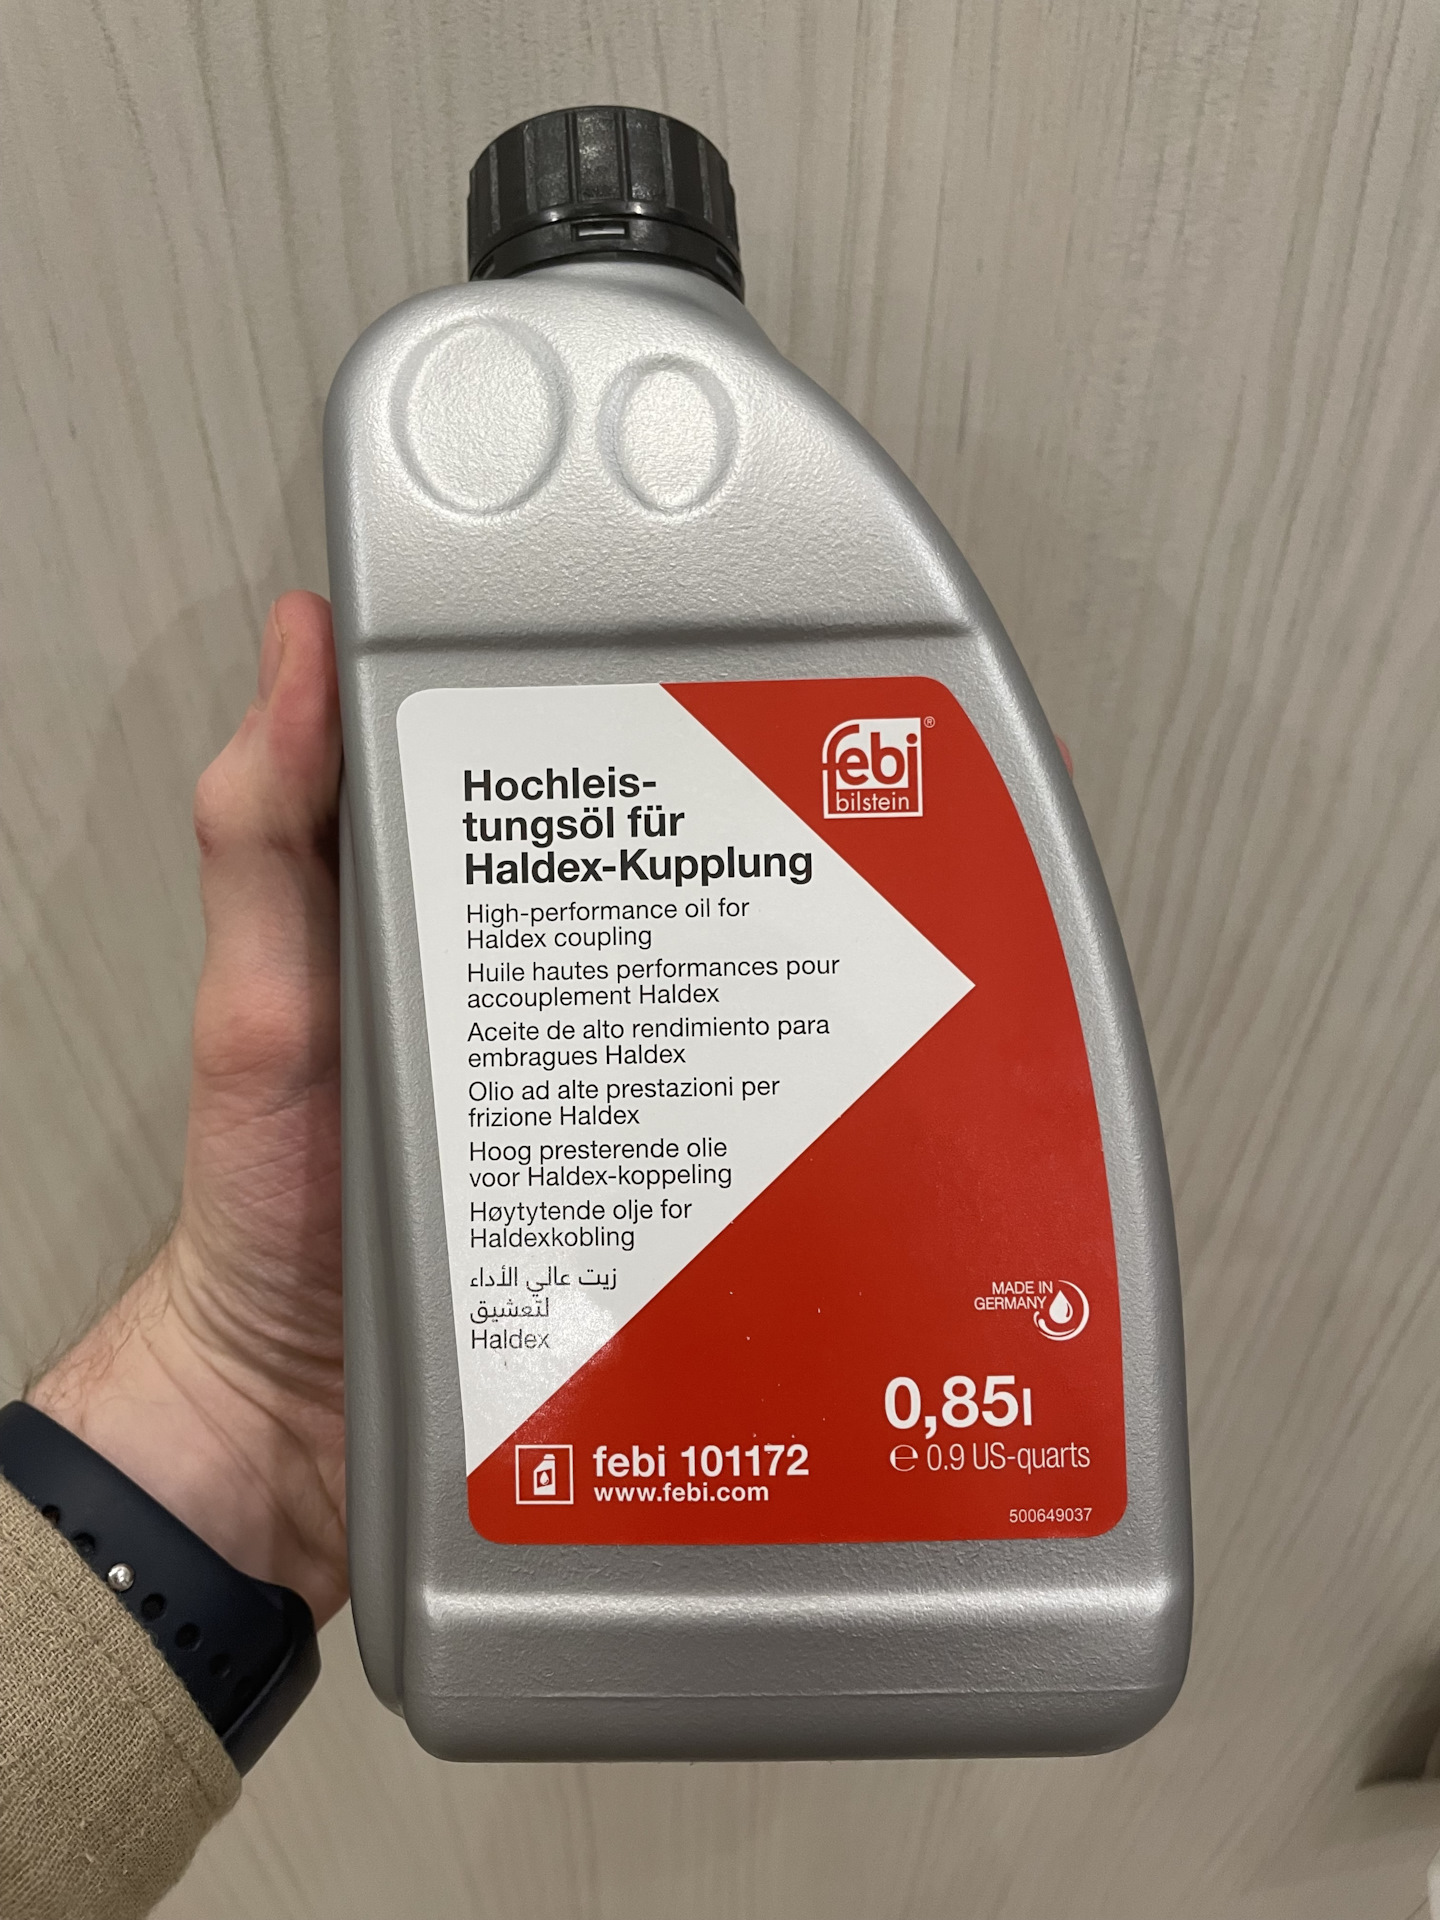 febi®
bilstein
Hochleis-
tungsöl für
Haldex-Kupplung
High-performance oil for
Haldex coupling
Huile hautes performances pour
accouplement Haldex
Aceite de alto rendimiento para
embragues Haldex
Olio ad alte prestazioni per
frizione Haldex
Hoog presterende olie
voor Haldex-koppeling
Høytytende olje for
Haldexkobling
زيت عالي الأداء
لتعشيق
Haldex
MADE IN
GERMANY
0,85l
℮ 0.9 US-quarts
febi 101172
www.febi.com
500649037